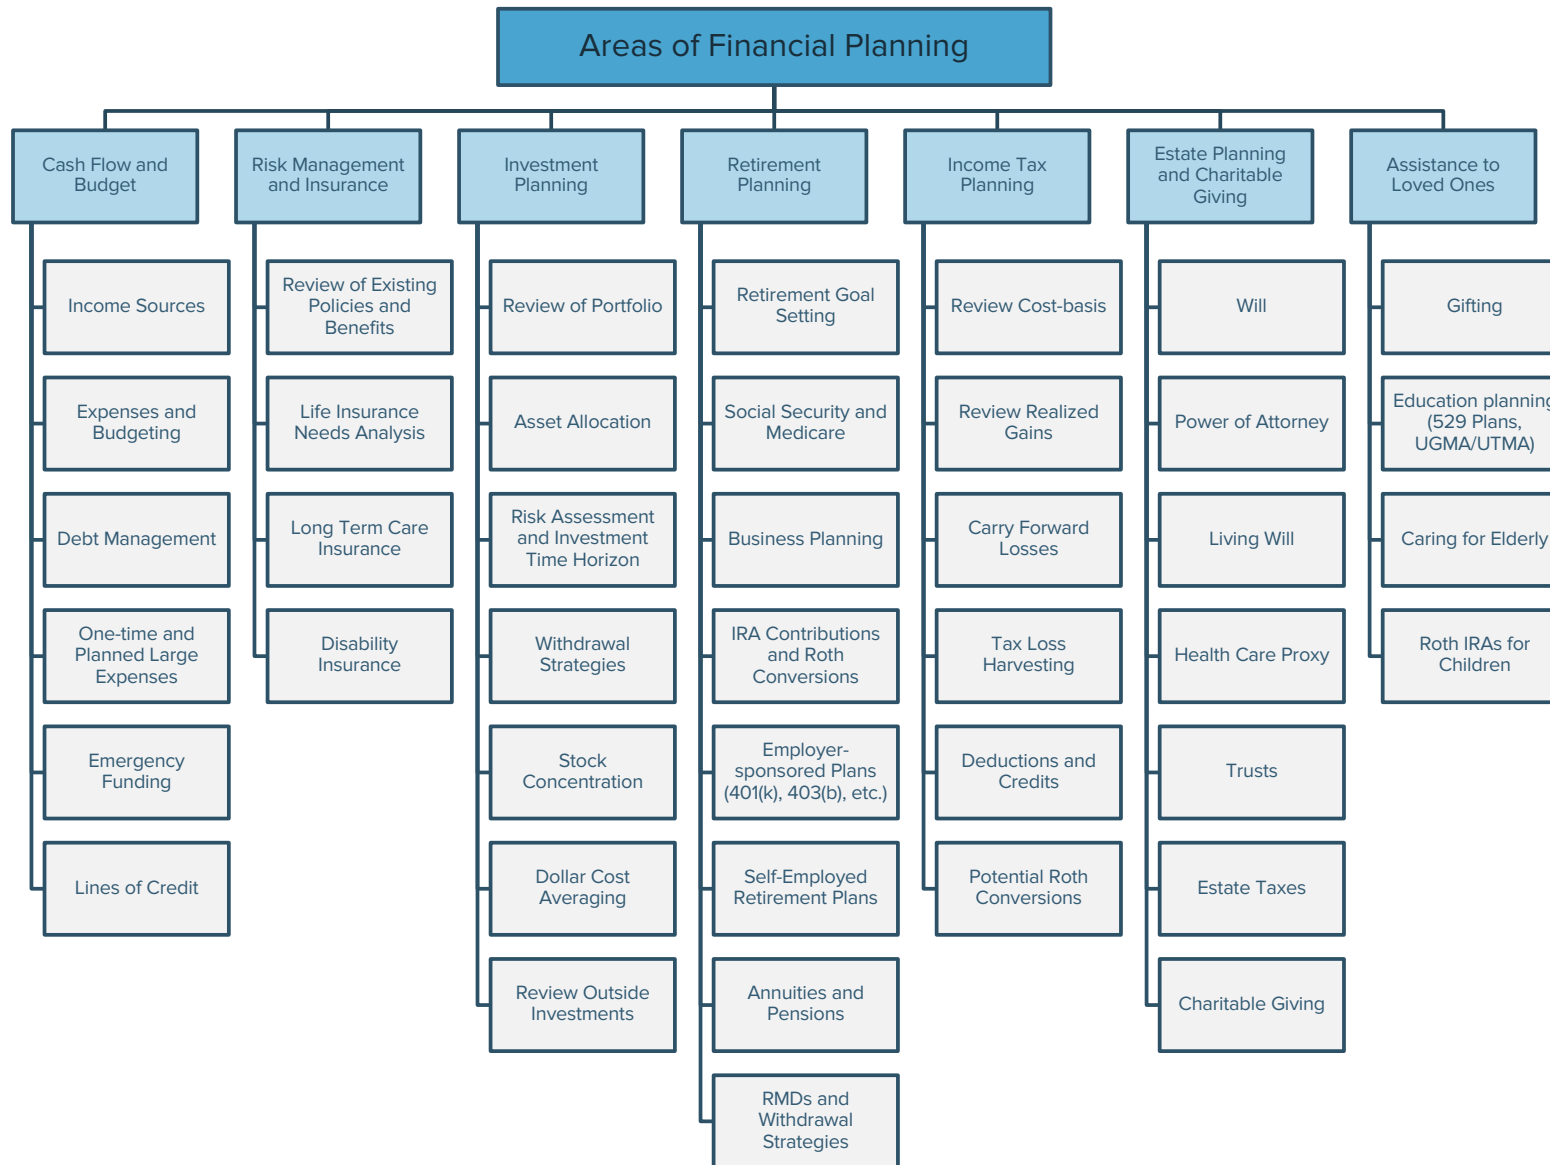 Areas of Financial Planning
Cash Flow and
Budget
Income Sources
Expenses and
Budgeting
Debt Management
One-time and
Planned Large
Expenses
Emergency
Funding
Lines of Credit
Risk Management
and Insurance
Review of Existing
Policies and
Benefits
Life Insurance
Needs Analysis
Long Term Care
Insurance
Disability
Insurance
Investment
Planning
Review of Portfolio
Asset Allocation
Risk Assessment
and Investment
Time Horizon
Withdrawal
Strategies
Stock
Concentration
Dollar Cost
Averaging
Review Outside
Investments
Retirement
Planning
Retirement Goal
Setting
Social Security and
Medicare
Business Planning
IRA Contributions
and Roth
Conversions
Employer-
sponsored Plans
(401(k), 403(b), etc.)
Self-Employed
Retirement Plans
Annuities and
Pensions
RMDs and
Withdrawal
Strategies
Income Tax
Planning
Review Cost-basis
Review Realized
Gains
Carry Forward
Losses
Tax Loss
Harvesting
Deductions and
Credits
Potential Roth
Conversions
Estate Planning
and Charitable
Giving
Will
Power of Attorney
Living Will
Health Care Proxy
Trusts
Estate Taxes
Charitable Giving
Assistance to
Loved Ones
Gifting
Education planning
(529 Plans,
UGMA/UTMA)
Caring for Elderly
Roth IRAs for
Children